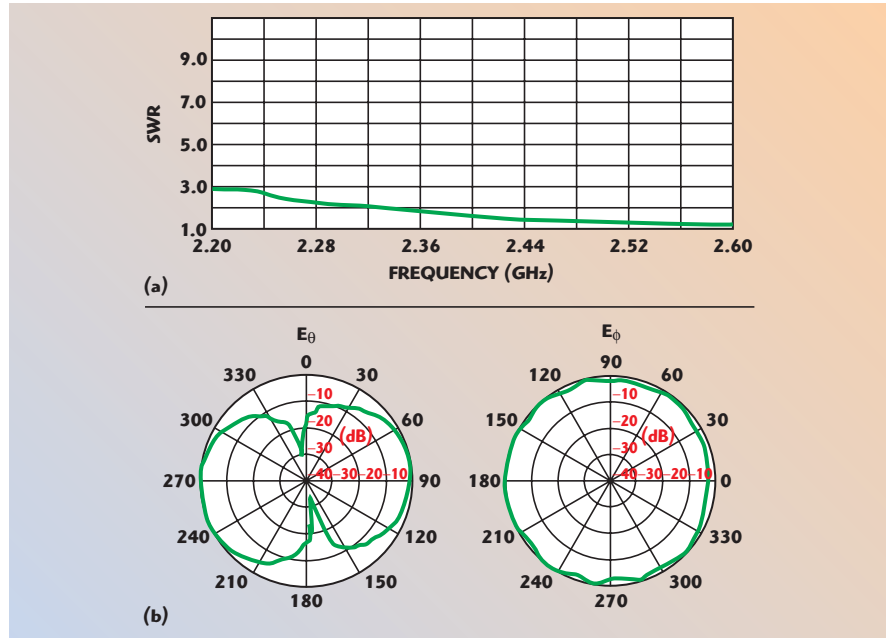 9.0
7.0
5.0
3.0
1.0
SWR
2.20 2.28 2.36 2.44 2.52 2.60
FREQUENCY (GHz)
(a)
Eθ
0
330 30
300 60
270 90
240 120
210 150
180
–10
–20
(dB)
–30
–40 –30 –20 –10
Eϕ
90
120 60
150 30
180 0
210 330
240 300
270
–10
–20
(dB)
–30
–40 –30 –20 –10
(b)